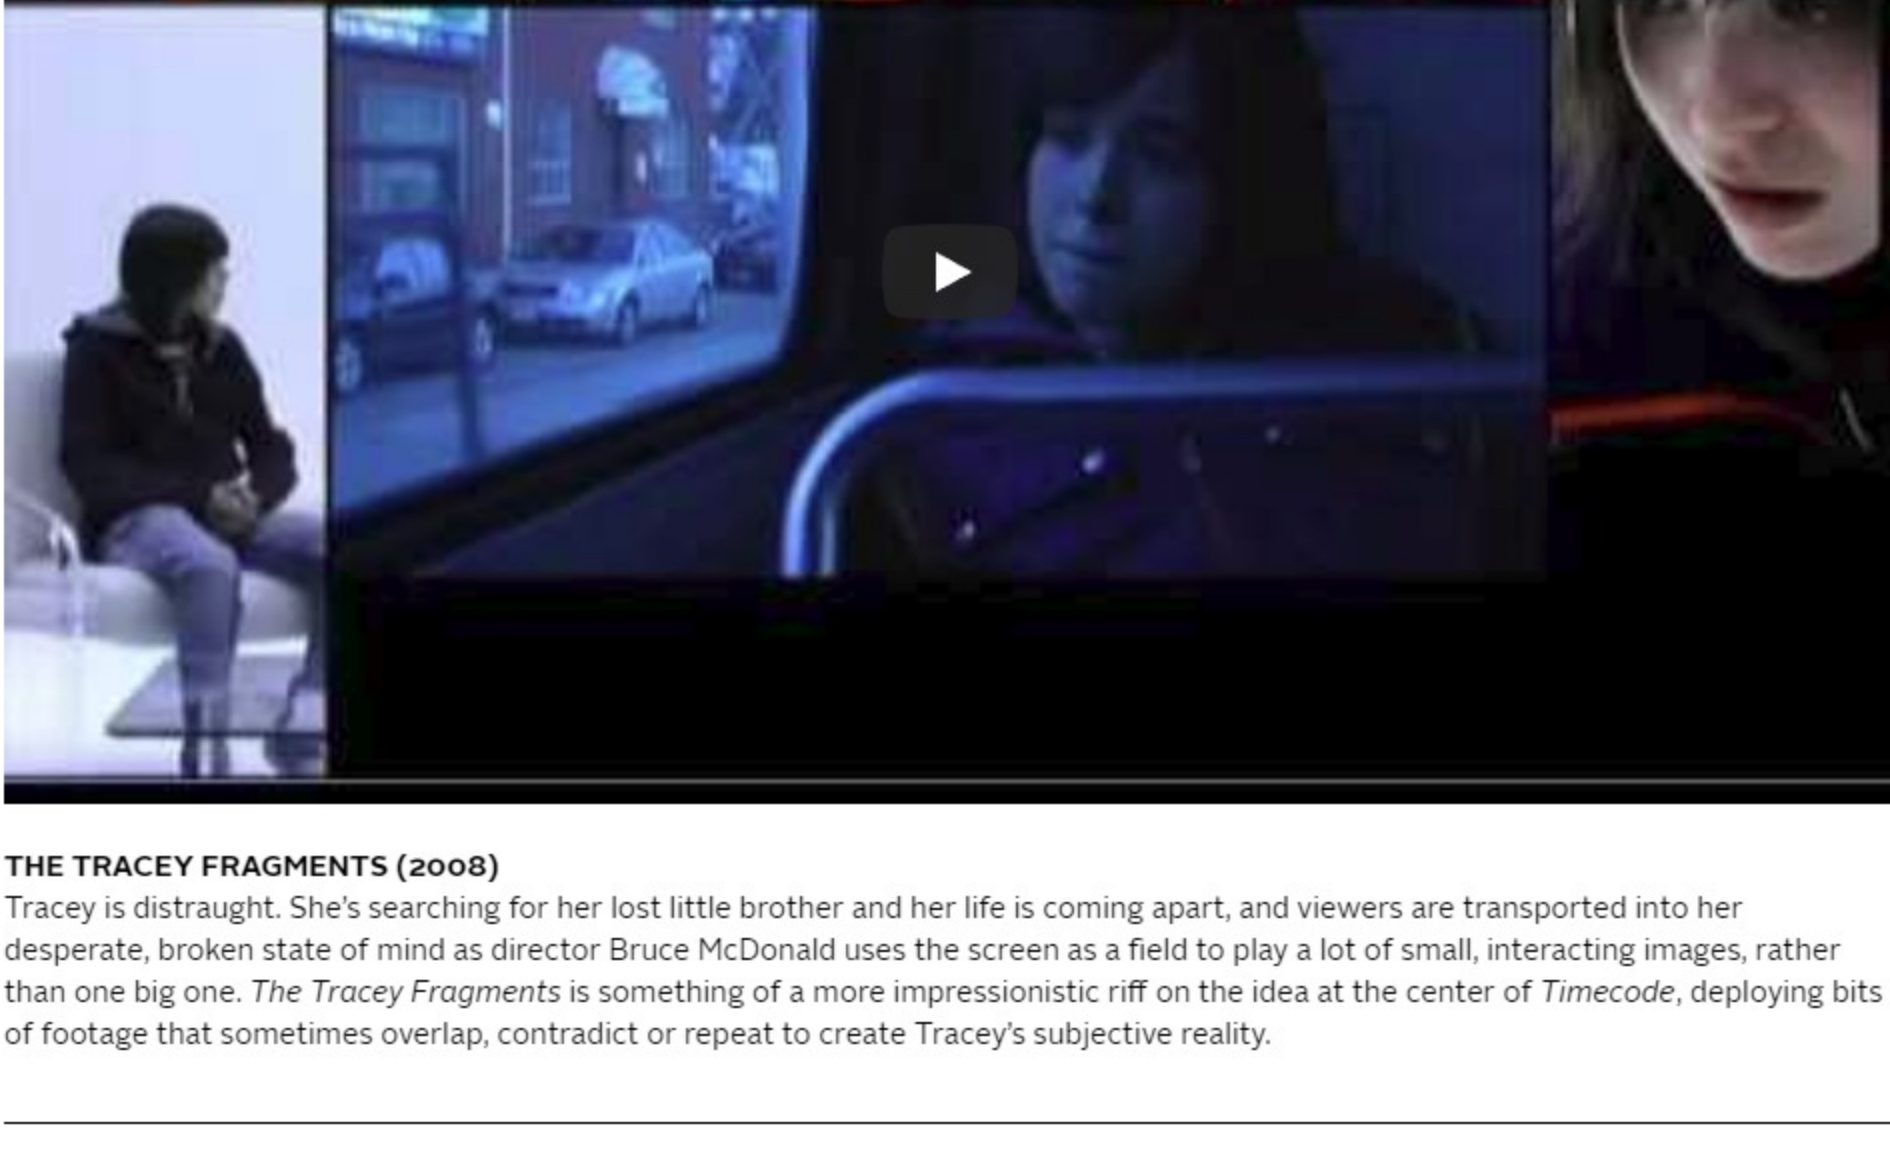 THE TRACEY FRAGMENTS (2008)
Tracey is distraught. She's searching for her lost little brother and her life is coming apart, and viewers are transported into her
desperate, broken state of mind as director Bruce McDonald uses the screen as a field to play a lot of small, interacting images, rather
than one big one. The Tracey Fragments is something of a more impressionistic riff on the idea at the center of Timecode, deploying bits
of footage that sometimes overlap, contradict or repeat to create Tracey's subjective reality.